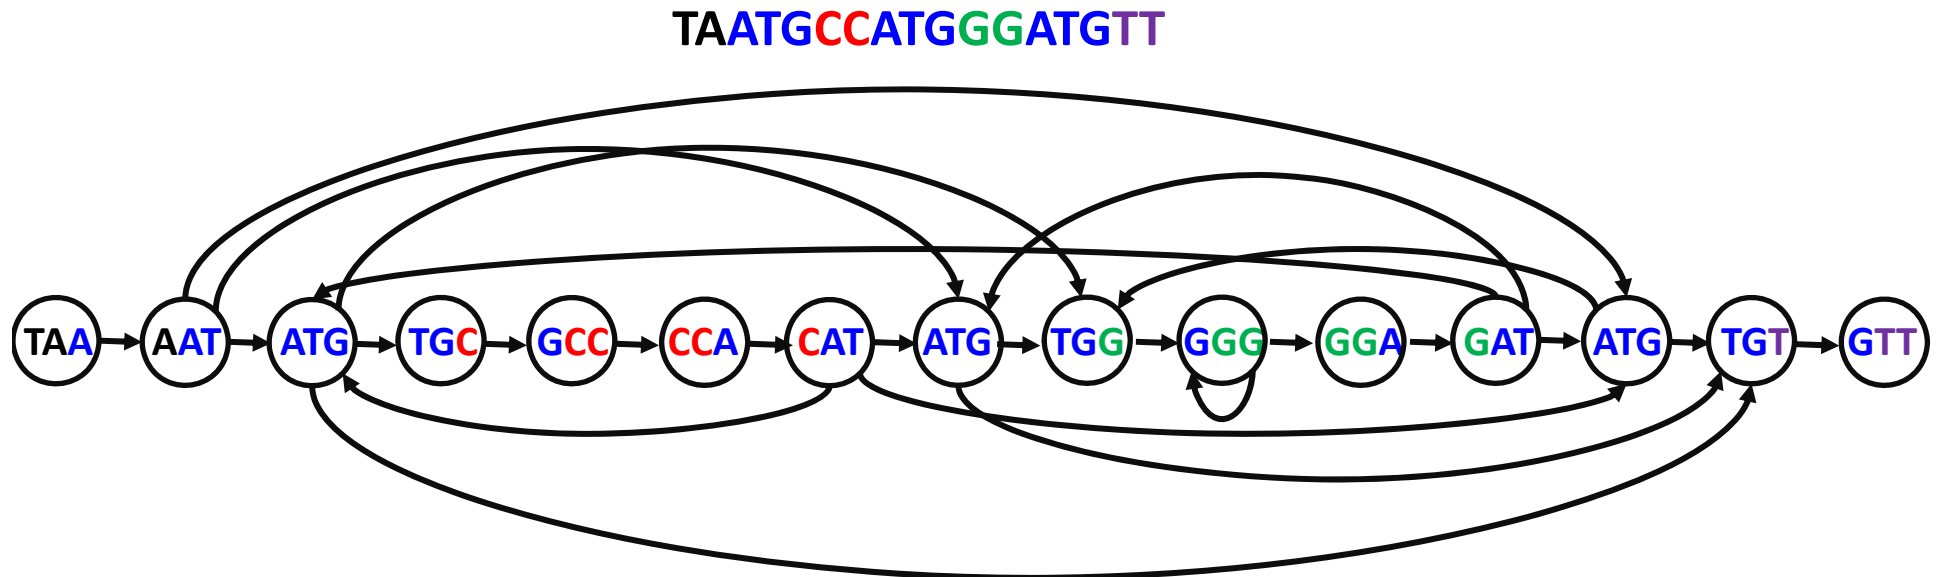 TAATGCCATGGGATGTT
TAA AAT ATG TGC GCC CCA CAT ATG TGG GGG GGA GAT ATG TGT GTT